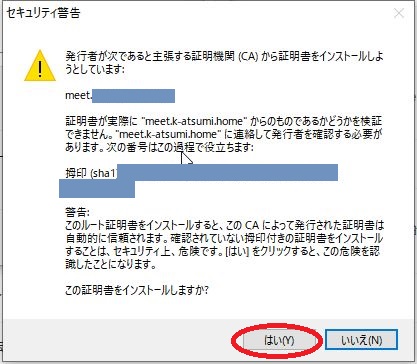 セキュリティ警告
発行者が次であると主張する証明機関 (CA) から証明書をインストールしよ
うとしています:
meet.
証明書が実際に "meet.k-atsumi.home" からのものであるかどうかを検証
できません。"meet.k-atsumi.home" に連絡して発行者を確認する必要が
あります。次の番号はこの過程で役立ちます:
拇印 (sha1)
警告:
このルート証明書をインストールすると、この CA によって発行された証明書は
自動的に信頼されます。確認されていない拇印付きの証明書をインストール
することは、セキュリティ上、危険です。[はい] をクリックすると、この危険を認
識したことになります。
この証明書をインストールしますか?
はい(Y)
いいえ(N)